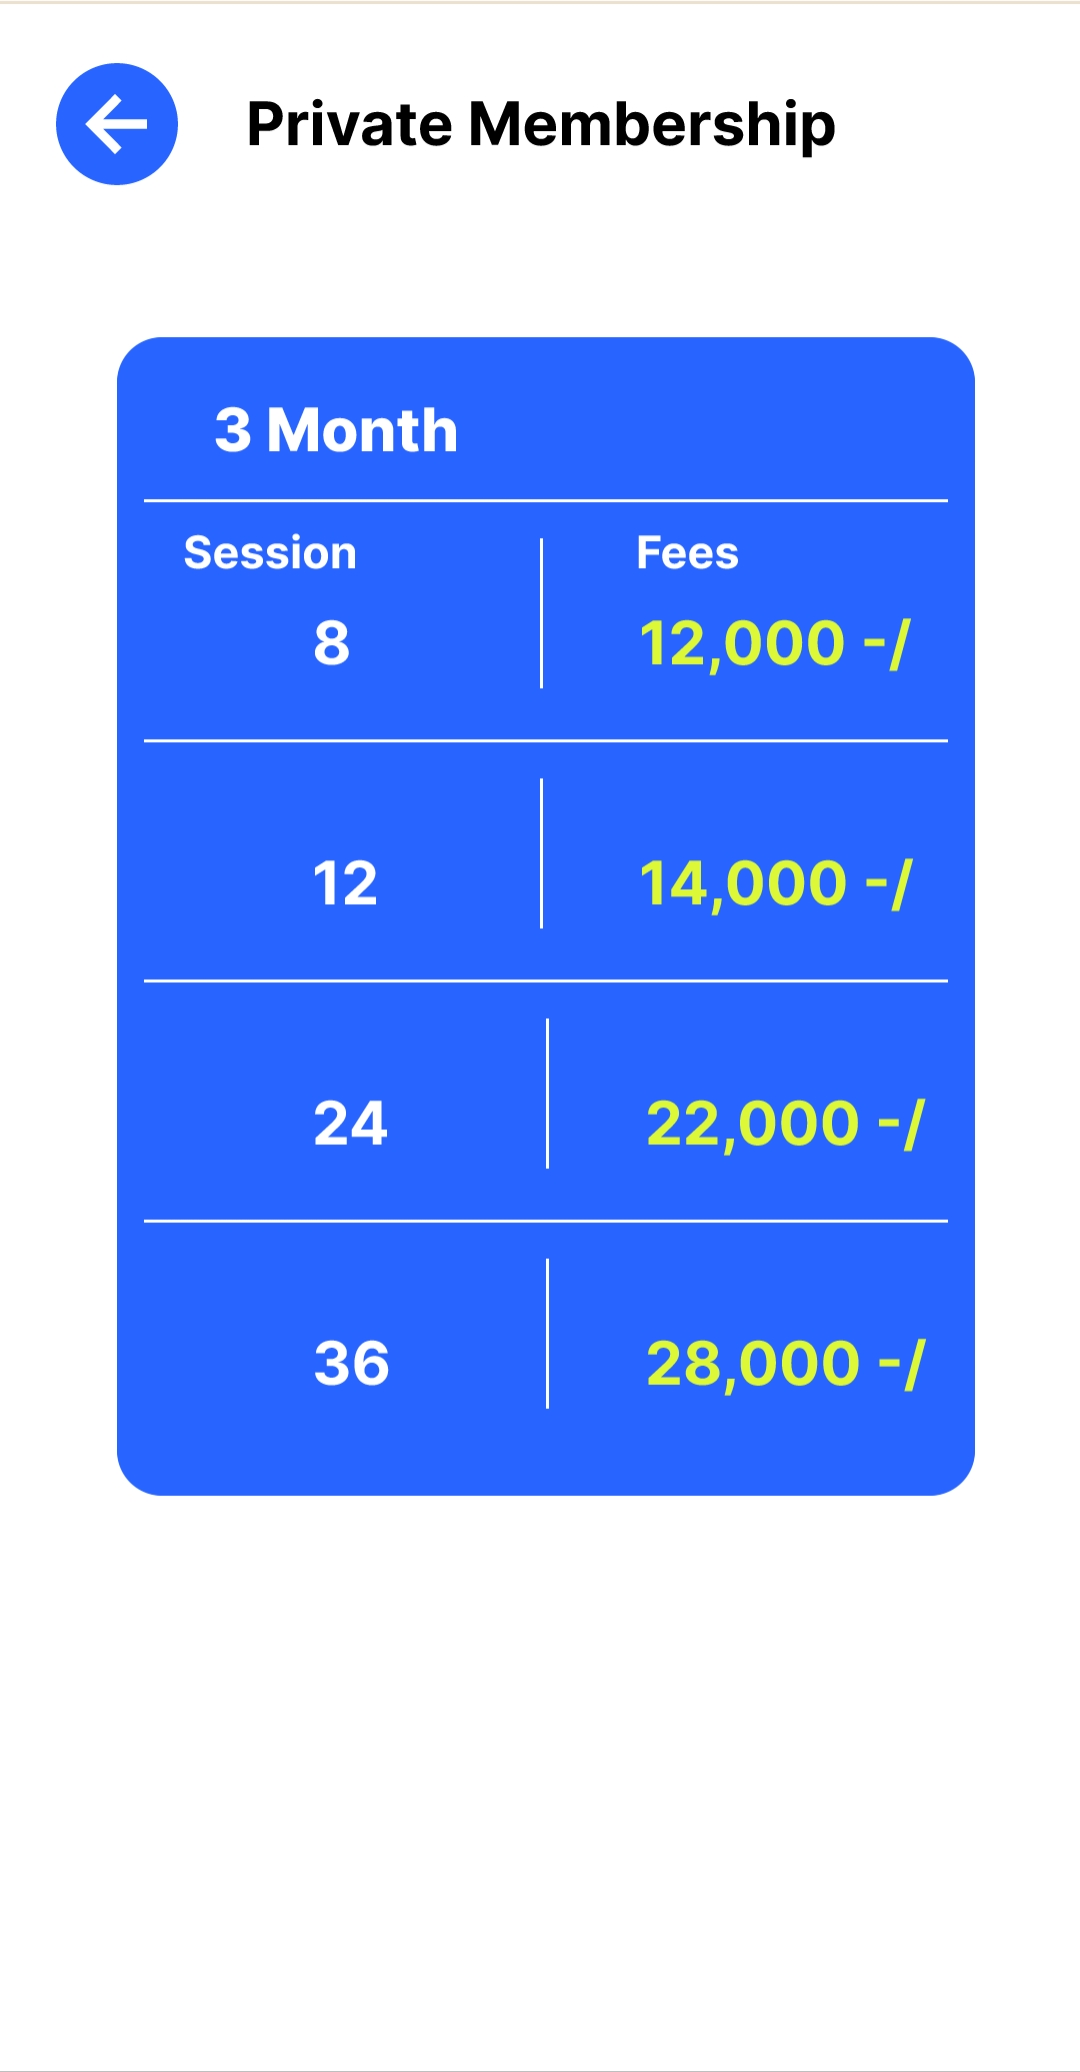 Private Membership
3 Month
Session Fees
8 12,000 -/
12 14,000 -/
24 22,000 -/
36 28,000 -/